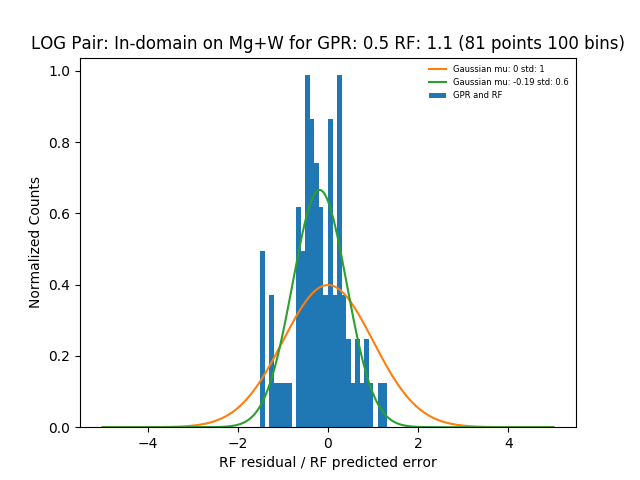 LOG Pair: In-domain on Mg+W for GPR: 0.5 RF: 1.1 (81 points 100 bins)
Gaussian mu: 0 std: 1
Gaussian mu: -0.19 std: 0.6
GPR and RF
Normalized Counts
1.0
0.8
0.6
0.4
0.2
0.0
−4
−2
0
2
4
RF residual / RF predicted error